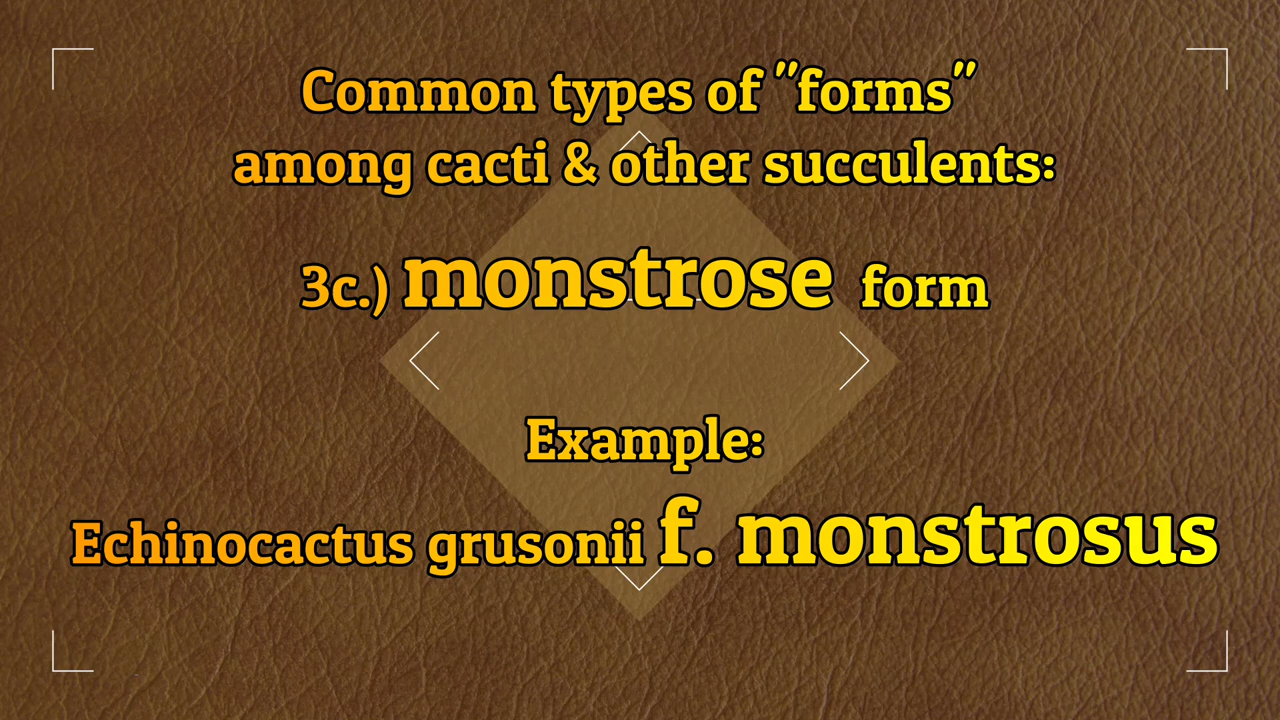 Common types of "forms"
among cacti & other succulents:
3c.) monstrose form
Example:
Echinocactus grusonii f. monstrosus